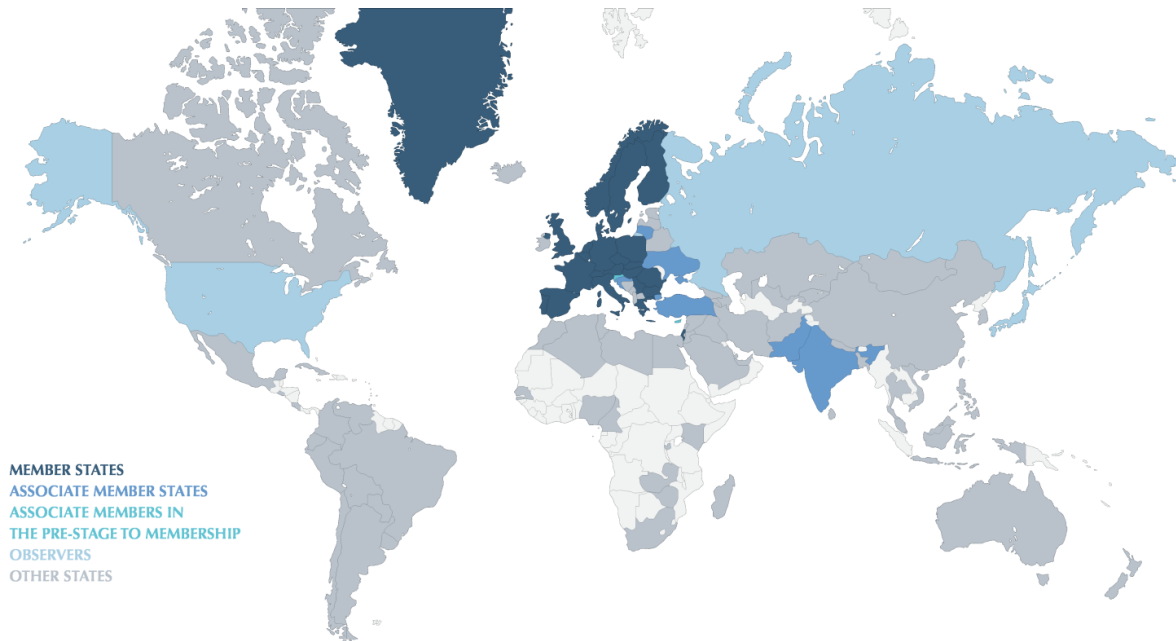 MEMBER STATES
ASSOCIATE MEMBER STATES
ASSOCIATE MEMBERS IN
THE PRE-STAGE TO MEMBERSHIP
OBSERVERS
OTHER STATES